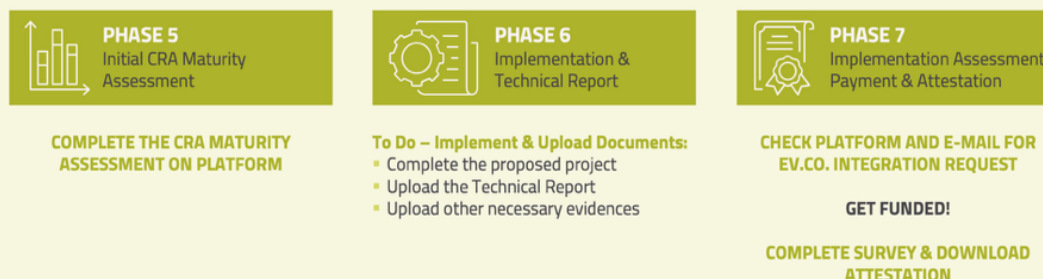 PHASE 5
Initial CRA Maturity
Assessment
COMPLETE THE CRA MATURITY
ASSESSMENT ON PLATFORM
PHASE 6
Implementation &
Technical Report
To Do – Implement & Upload Documents:
▪ Complete the proposed project
▪ Upload the Technical Report
▪ Upload other necessary evidences
PHASE 7
Implementation Assessment
Payment & Attestation
CHECK PLATFORM AND E-MAIL FOR
EV.CO. INTEGRATION REQUEST
GET FUNDED!
COMPLETE SURVEY & DOWNLOAD
ATTESTATION